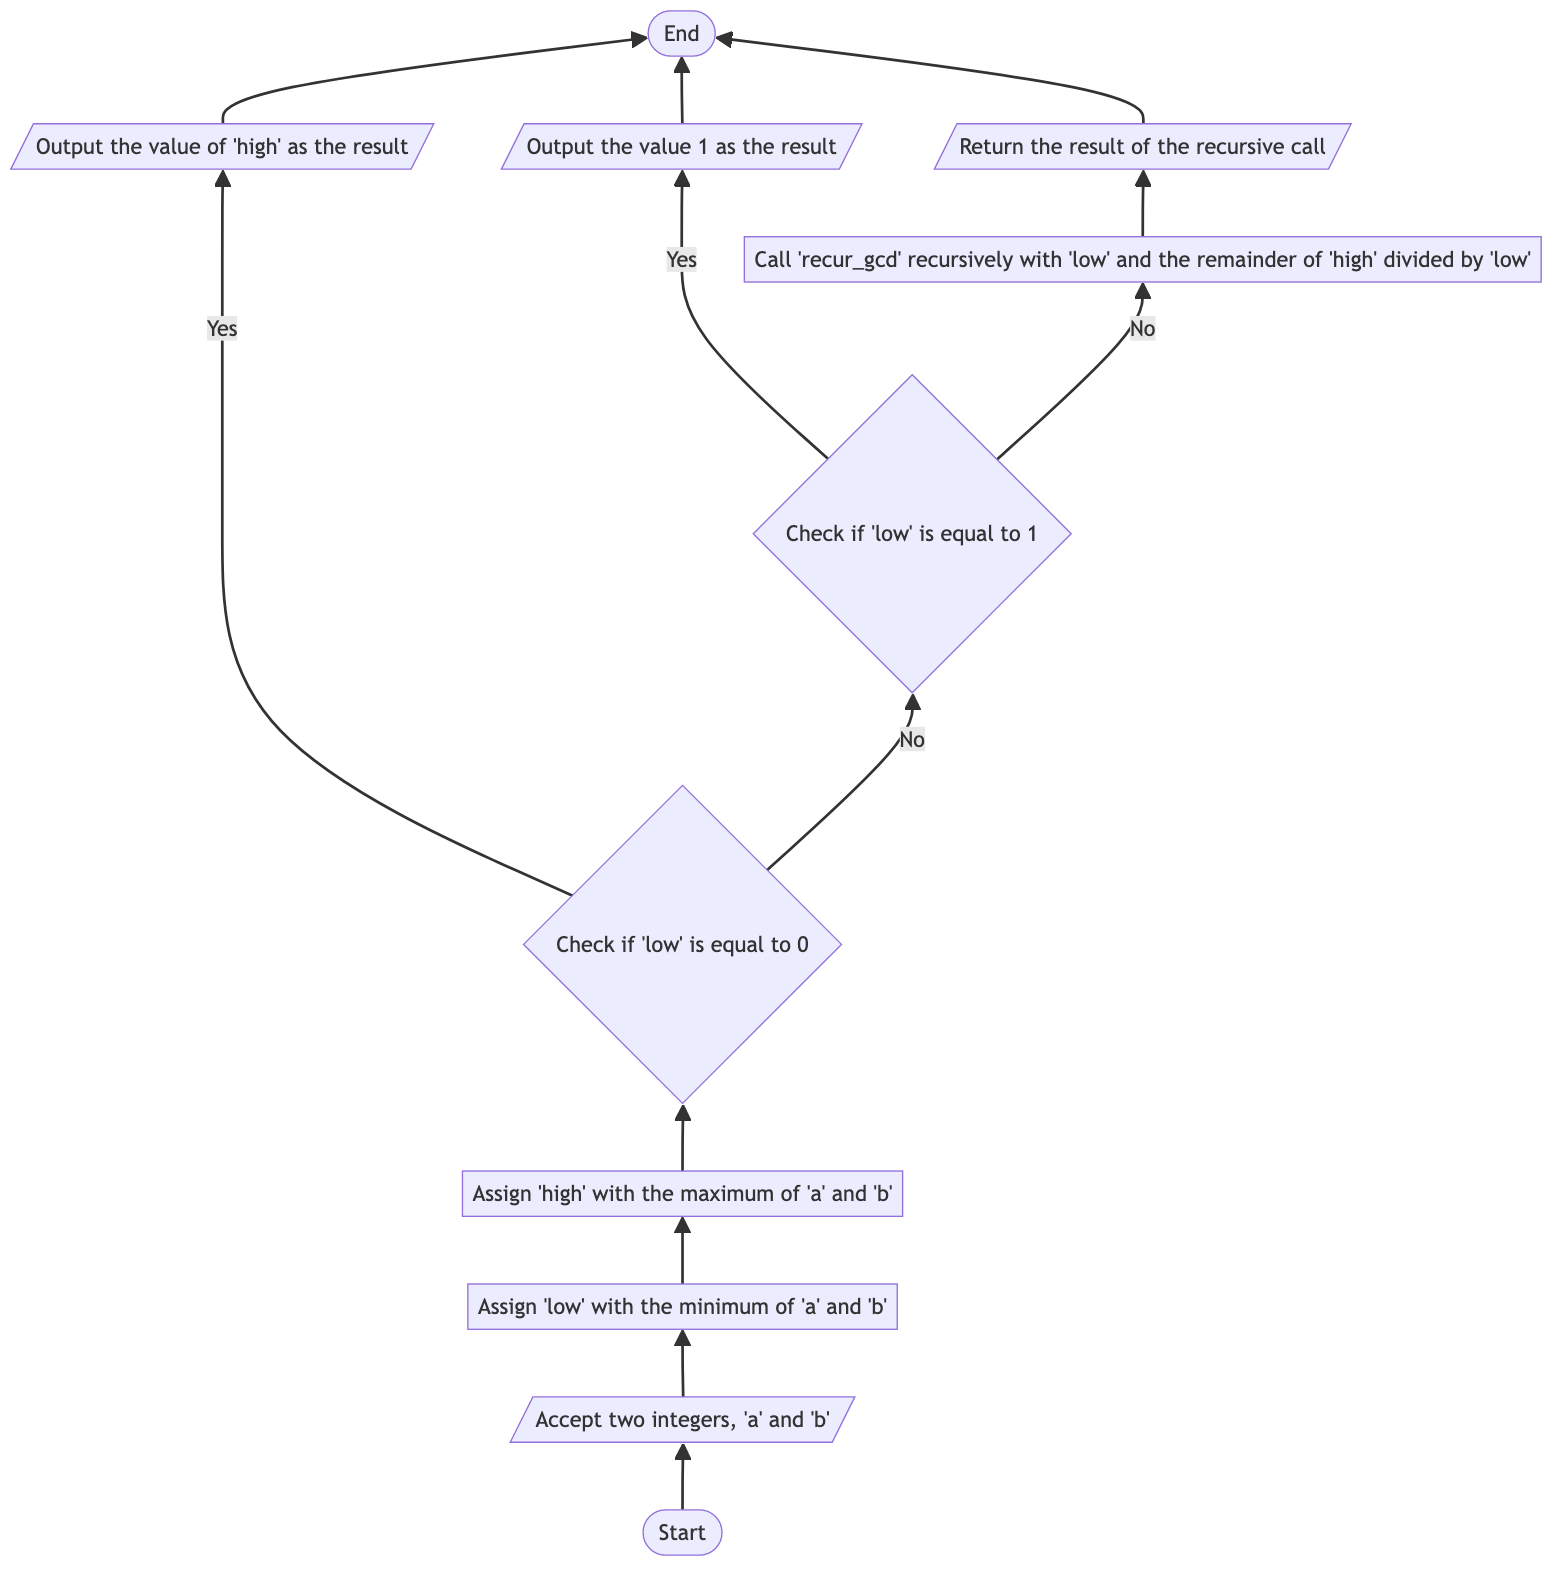 End
Output the value of 'high' as the result
Output the value 1 as the result
Return the result of the recursive call
Yes
Call 'recur_gcd' recursively with 'low' and the remainder of 'high' divided by 'low'
Yes
No
Check if 'low' is equal to 1
No
Check if 'low' is equal to 0
Assign 'high' with the maximum of 'a' and 'b'
Assign 'low' with the minimum of 'a' and 'b'
Accept two integers, 'a' and 'b'
Start